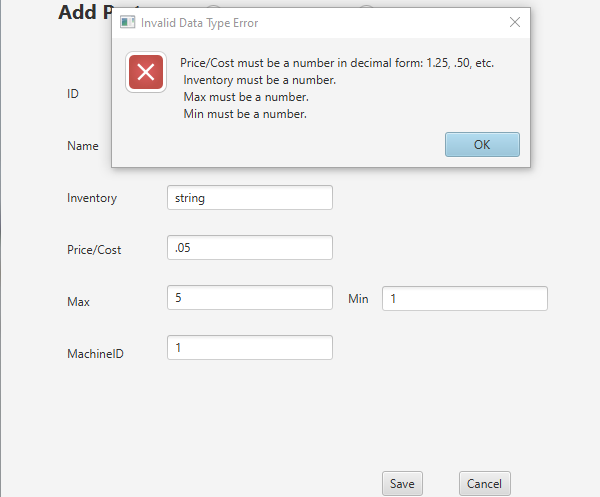 Add
Invalid Data Type Error
Price/Cost must be a number in decimal form: 1.25, .50, etc.
Inventory must be a number.
Max must be a number.
Min must be a number.
OK
ID
Name
Inventory string
Price/Cost .05
Max 5 Min 1
MachineID 1
Save Cancel